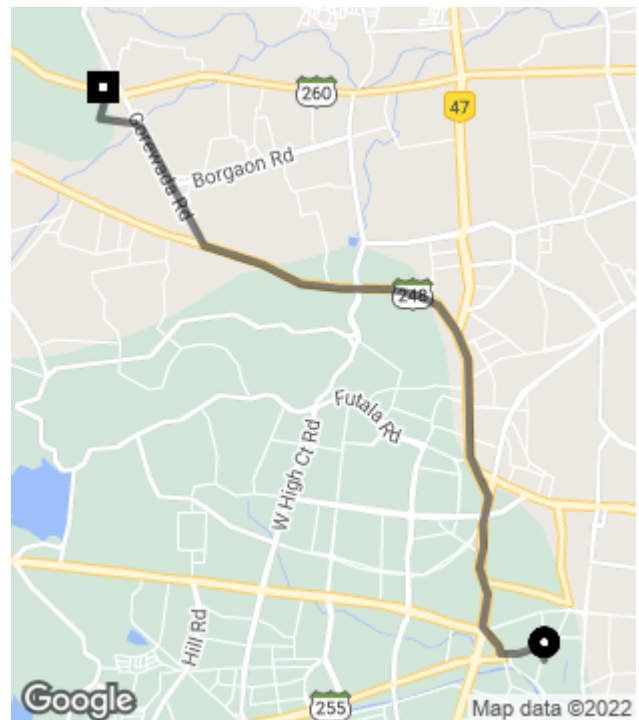 260
47
Gorewada Rd
Borgaon Rd
248
Futala Rd
W High Ct Rd
Hill Rd
255
Google
Map data ©2022